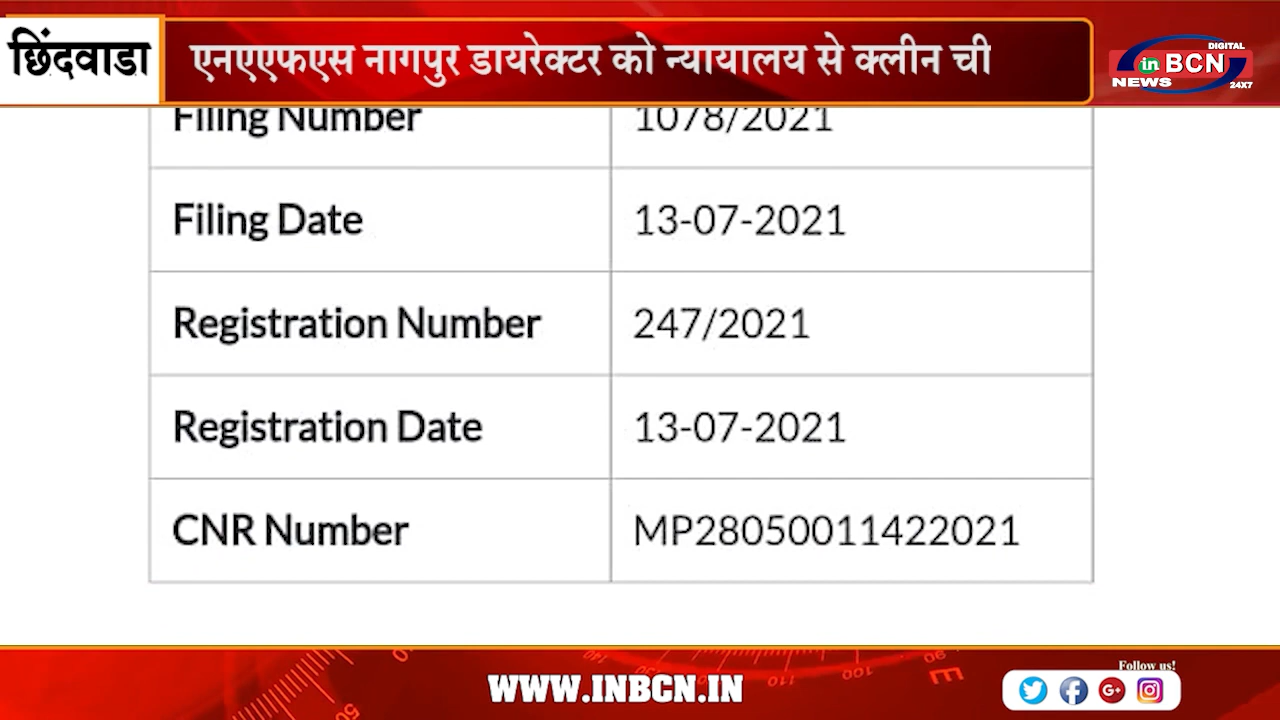 छिंदवाडा
एनएएफएस नागपुर डायरेक्टर को न्यायालय से क्लीन ची
DIGITAL
in BCN
NEWS
24X7
Filing Number 1078/2021
Filing Date 13-07-2021
Registration Number 247/2021
Registration Date 13-07-2021
CNR Number MP28050011422021
WWW.INBCN.IN
Follow us!